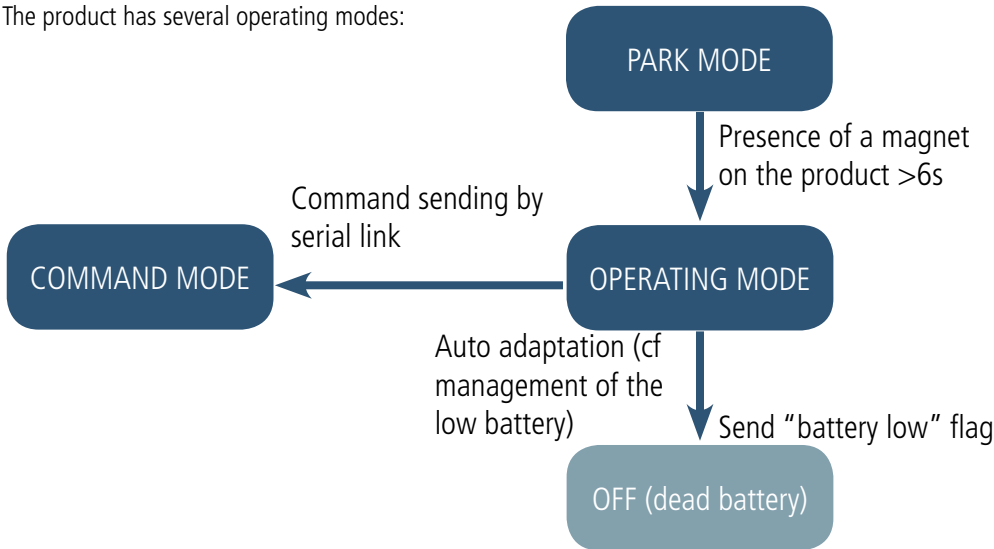 The product has several operating modes:
PARK MODE
Presence of a magnet
on the product >6s
Command sending by
serial link
COMMAND MODE
OPERATING MODE
Auto adaptation (cf
management of the
low battery)
Send “battery low” flag
OFF (dead battery)